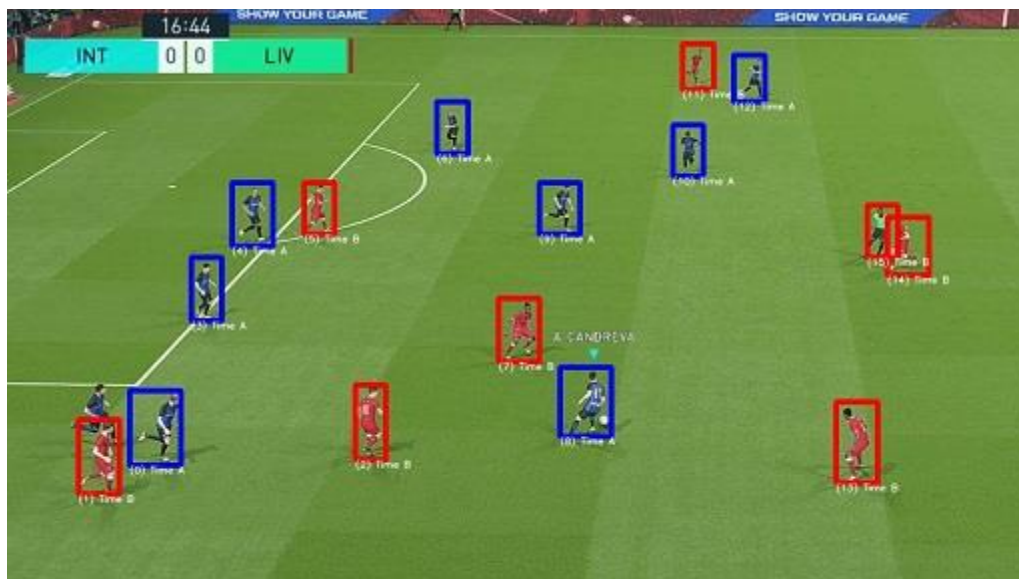 SHOW YOUR GAME
SHOW YOUR GAME
16:44
INT 0 0 LIV
(11) Time B
(12) Time A
(6) Time A
(10) Time A
(4) Time A
(5) Time B
(9) Time A
(15) Time B
(14) Time B
(3) Time A
A. CANDREVA
(7) Time B
(8) Time A
(2) Time B
(0) Time A
(13) Time B
(1) Time B